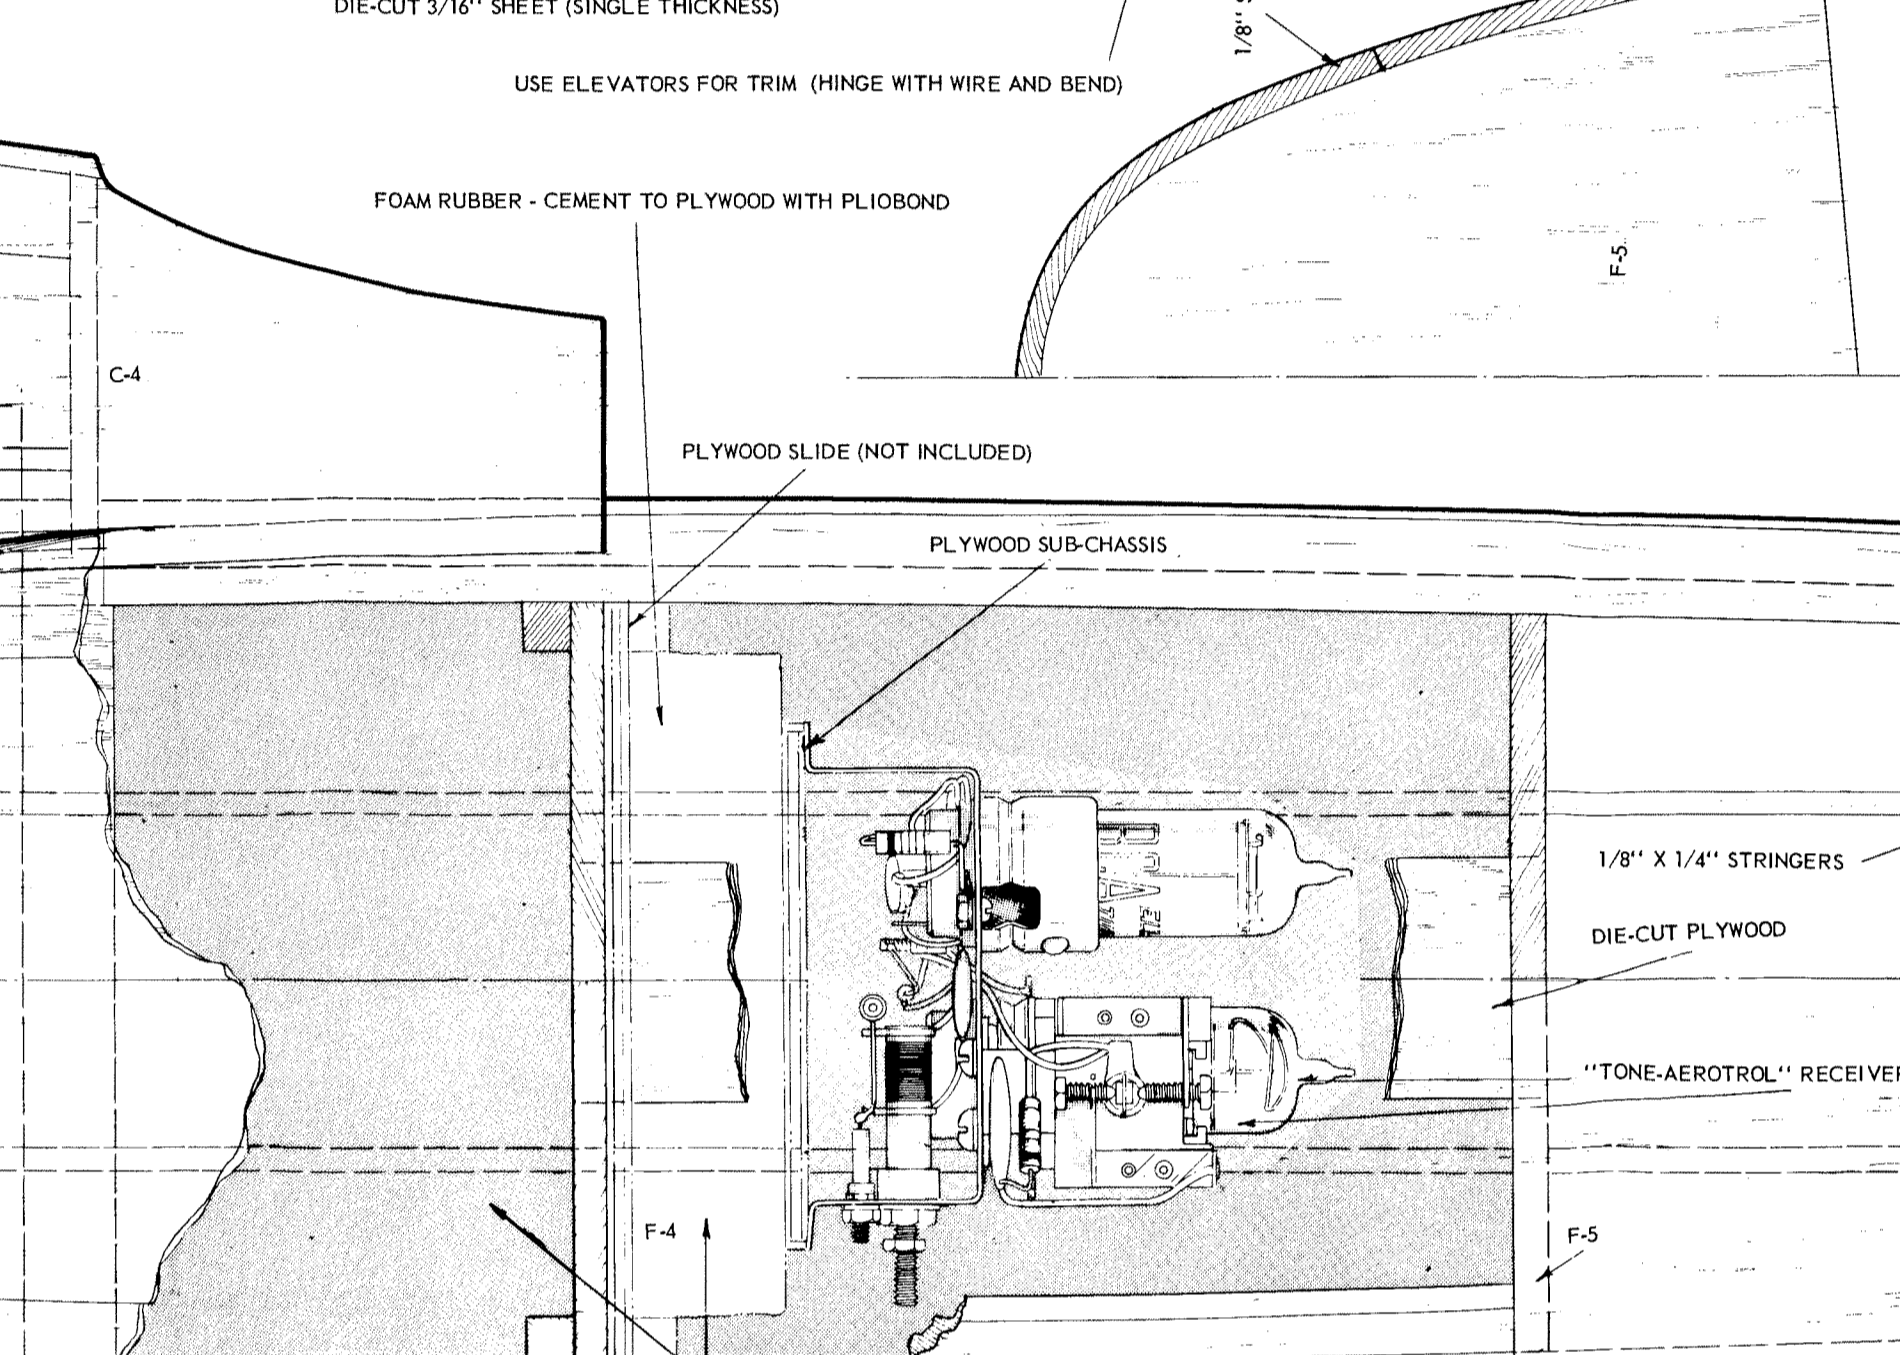 DIE-CUT 3/16" SHEET (SINGLE THICKNESS)
1/8"
USE ELEVATORS FOR TRIM (HINGE WITH WIRE AND BEND)
FOAM RUBBER - CEMENT TO PLYWOOD WITH PLIOBOND
F-5
C-4
PLYWOOD SLIDE (NOT INCLUDED)
PLYWOOD SUB-CHASSIS
1/8" X 1/4" STRINGERS
DIE-CUT PLYWOOD
"TONE-AEROTROL" RECEIVER
F-4
F-5